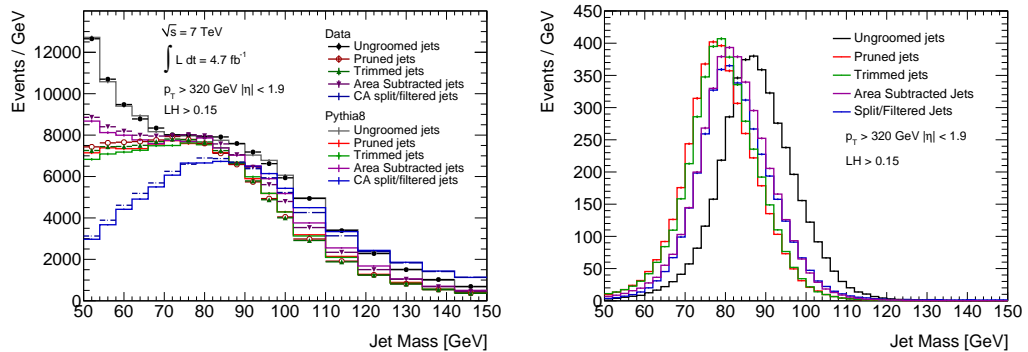 Events / GeV
12000
10000
8000
6000
4000
2000
0
√s = 7 TeV
∫ L dt = 4.7 fb⁻¹
p_T > 320 GeV |η| < 1.9
LH > 0.15
Data
Ungroomed jets
Pruned jets
Trimmed jets
Area Subtracted jets
CA split/filtered jets
Pythia8
Ungroomed jets
Pruned jets
Trimmed jets
Area Subtracted jets
CA split/filtered jets
50 60 70 80 90 100 110 120 130 140 150
Jet Mass [GeV]
Events / GeV
450
400
350
300
250
200
150
100
50
0
Ungroomed jets
Pruned jets
Trimmed jets
Area Subtracted Jets
Split/Filtered Jets
p_T > 320 GeV |η| < 1.9
LH > 0.15
50 60 70 80 90 100 110 120 130 140 150
Jet Mass [GeV]